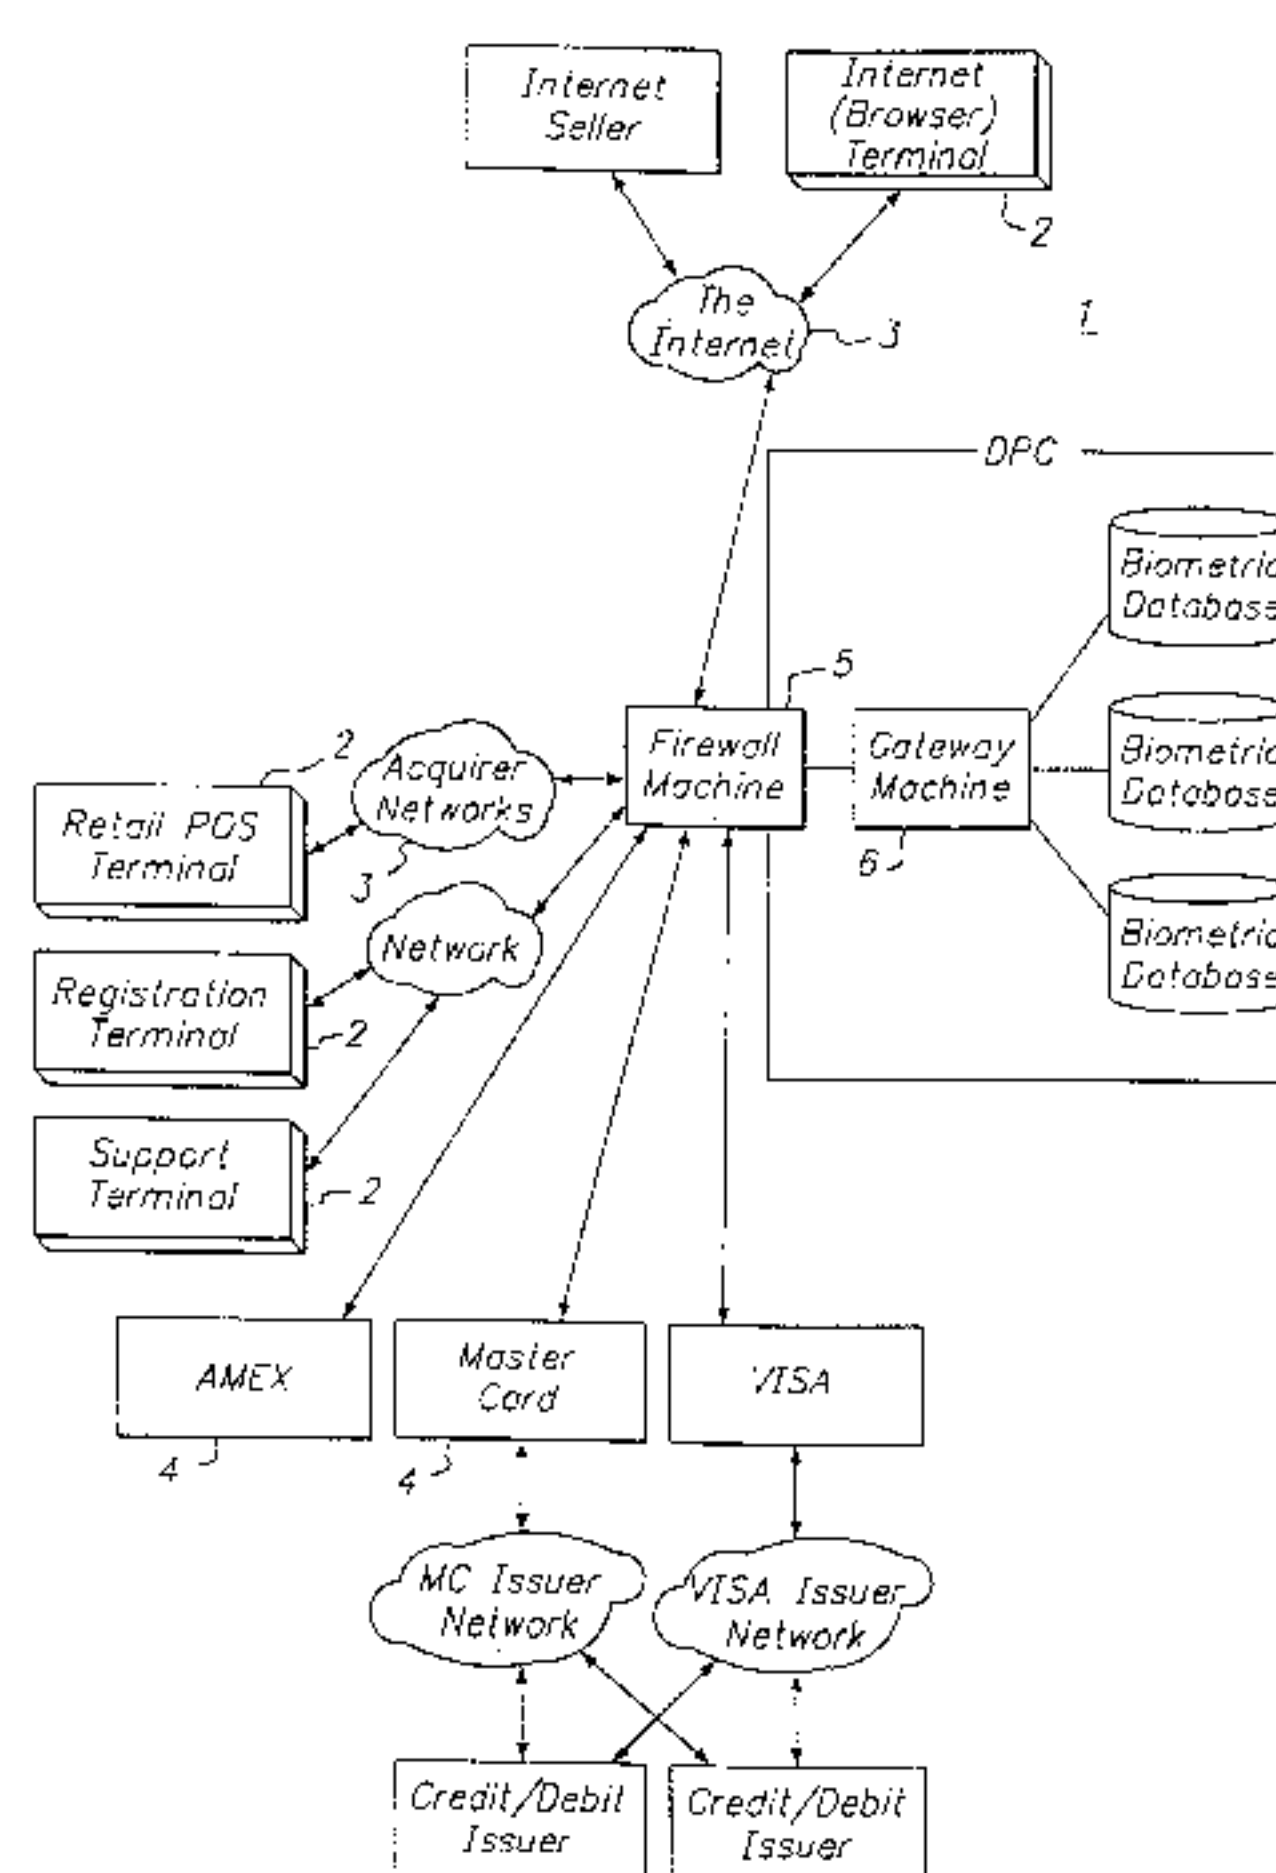 Internet
Seller
Internet
(Browser)
Terminal
2
The
Internet
3
1
DPC
Biometric
Database
5
Firewall
Machine
Gateway
Machine
6
Biometric
Database
Biometric
Database
2
Acquirer
Networks
3
Retail POS
Terminal
Network
Registration
Terminal
2
Support
Terminal
2
AMEX
4
Master
Card
4
VISA
MC Issuer
Network
VISA Issuer
Network
Credit/Debit
Issuer
Credit/Debit
Issuer